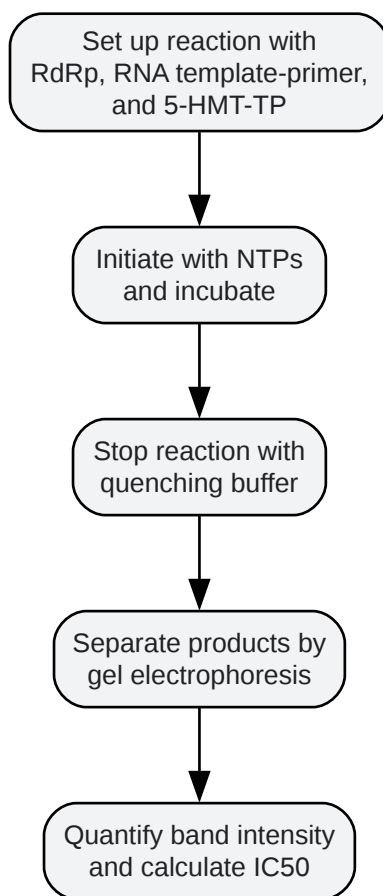 Set up reaction with
RdRp, RNA template-primer,
and 5-HMT-TP
Initiate with NTPs
and incubate
Stop reaction with
quenching buffer
Separate products by
gel electrophoresis
Quantify band intensity
and calculate IC50